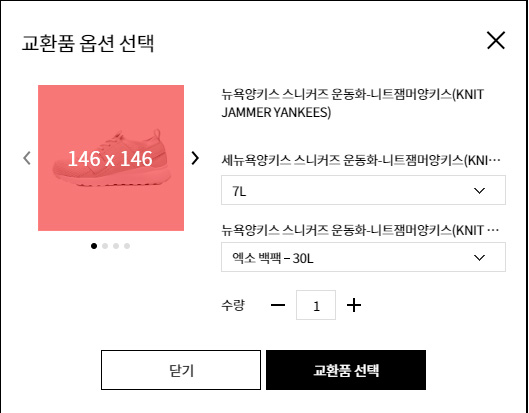 교환품 옵션 선택
146 x 146
뉴욕양키스 스니커즈 운동화-니트잼머양키스(KNIT
JAMMER YANKEES)
세뉴욕양키스 스니커즈 운동화-니트잼머양키스(KNI…
7L
뉴욕양키스 스니커즈 운동화-니트잼머양키스(KNIT …
엑소 백팩 – 30L
수량
1
닫기
교환품 선택